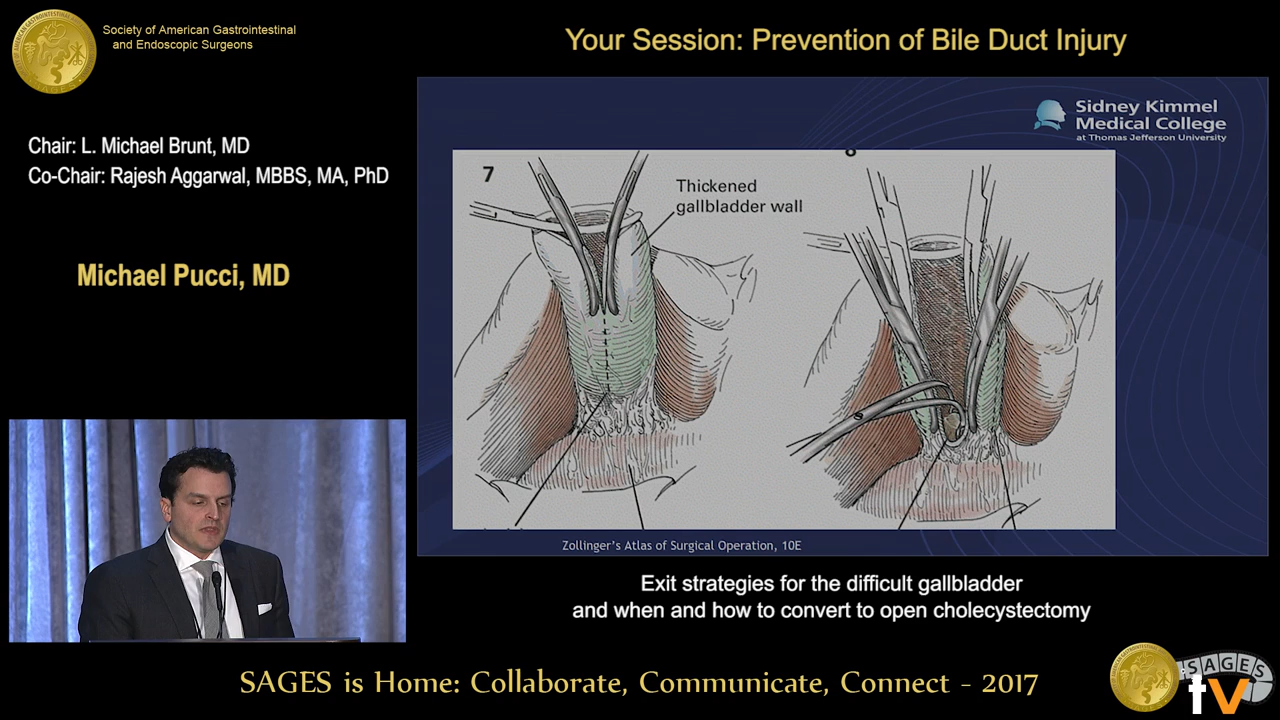 Society of American Gastrointestinal
and Endoscopic Surgeons
Your Session: Prevention of Bile Duct Injury
Chair: L. Michael Brunt, MD
Co-Chair: Rajesh Aggarwal, MBBS, MA, PhD
Michael Pucci, MD
Sidney Kimmel
Medical College
at Thomas Jefferson University
7
Thickened
gallbladder wall
Zollinger's Atlas of Surgical Operation, 10E
Exit strategies for the difficult gallbladder
and when and how to convert to open cholecystectomy
SAGES is Home: Collaborate, Communicate, Connect - 2017
SAGES
tv